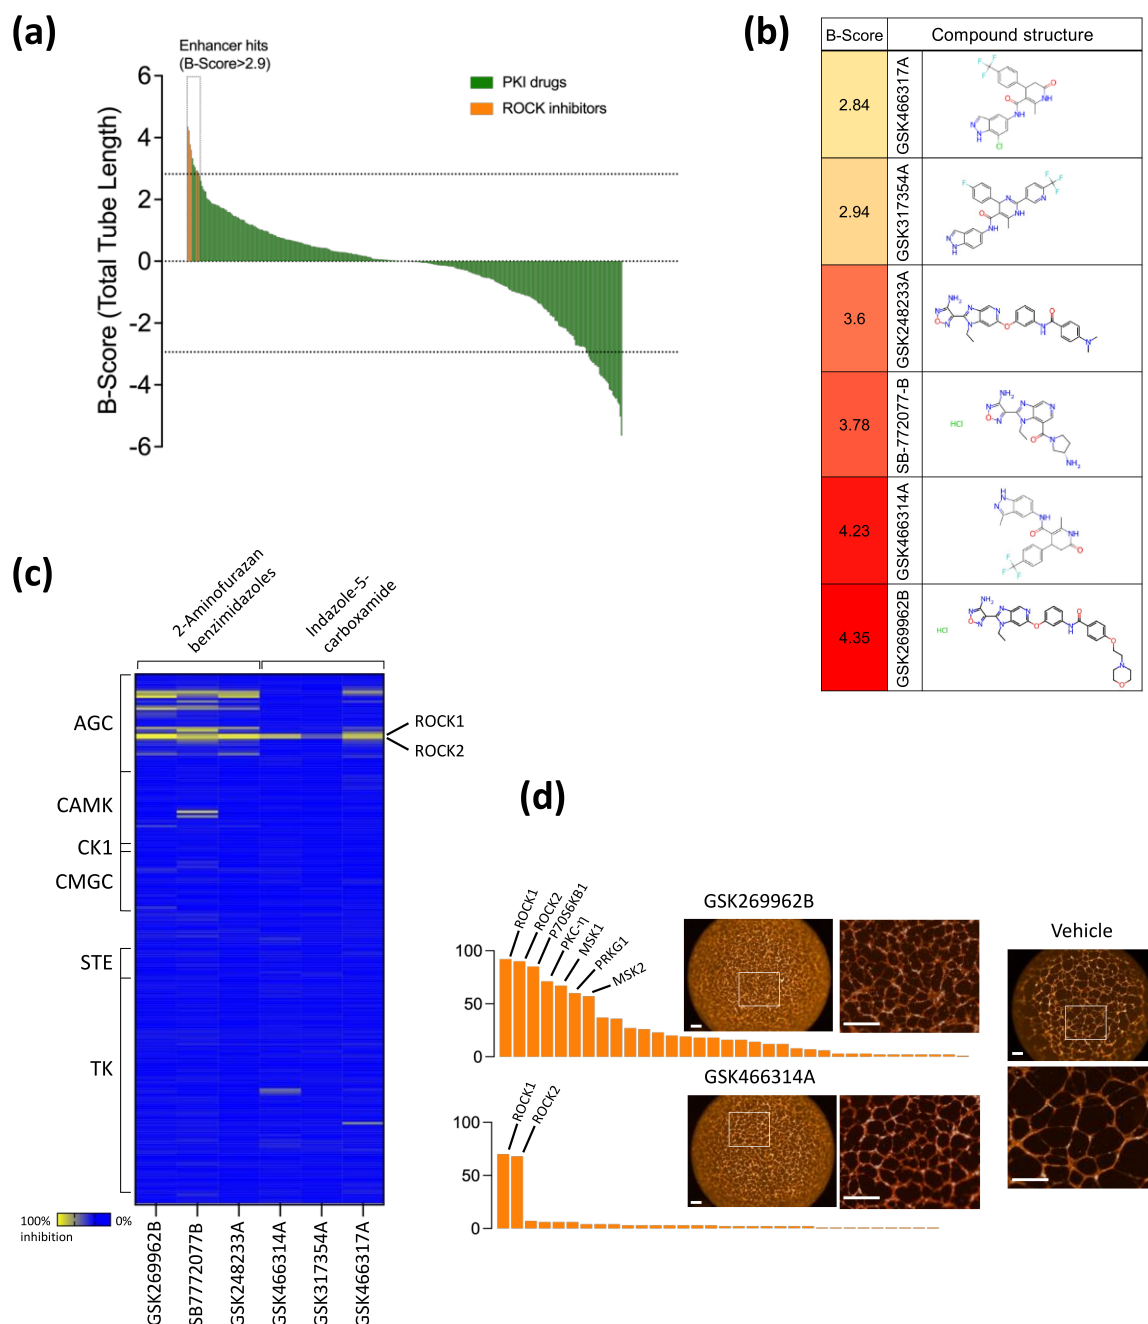 (a)
Enhancer hits
(B-Score>2.9)
PKI drugs
ROCK inhibitors
B-Score (Total Tube Length)
6
4
2
0
-2
-4
-6
(b)
B-Score
Compound structure
2.84
GSK466317A
2.94
GSK317354A
3.6
GSK248233A
3.78
SB-772077-B
HCl
4.23
GSK466314A
4.35
GSK269962B
HCl
(c)
2-Aminofurazan
benzimidazoles
Indazole-5-
carboxamide
AGC
CAMK
CK1
CMGC
STE
TK
ROCK1
ROCK2
100%
0%
inhibition
GSK269962B
SB7772077B
GSK248233A
GSK466314A
GSK317354A
GSK466317A
(d)
GSK269962B
100
50
0
ROCK1
ROCK2
P70S6KB1
PKC-η
MSK1
PRKG1
MSK2
GSK466314A
100
50
0
ROCK1
ROCK2
Vehicle